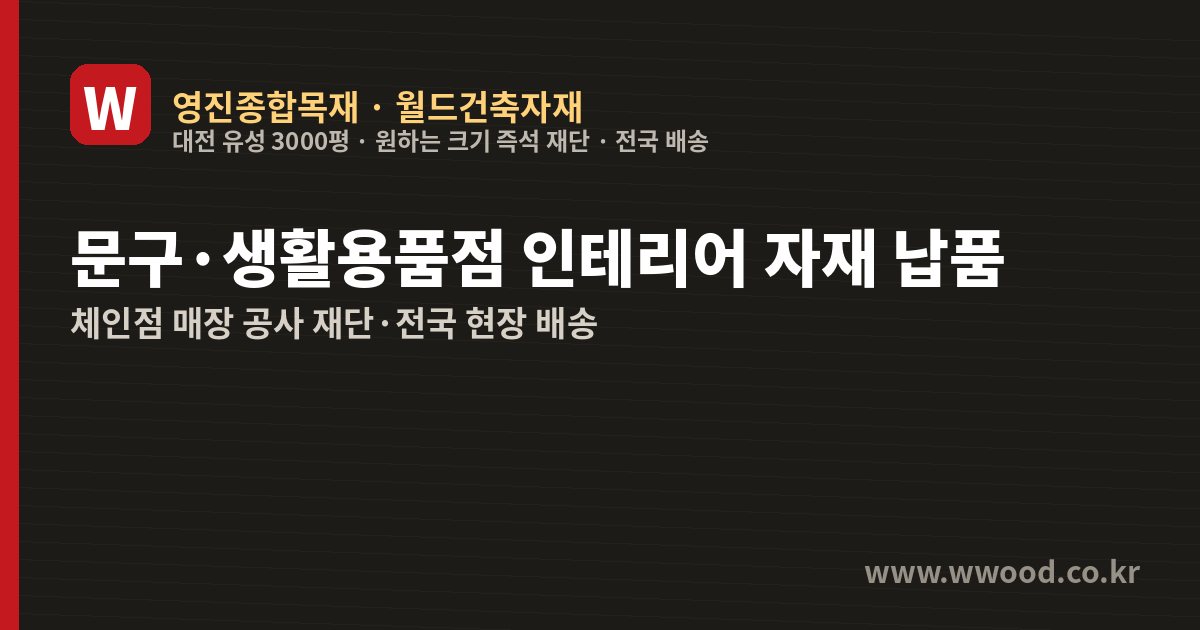 W
영진종합목재 · 월드건축자재
대전 유성 3000평 · 원하는 크기 즉석 재단 · 전국 배송
문구·생활용품점 인테리어 자재 납품
체인점 매장 공사 재단·전국 현장 배송
www.wwood.co.kr